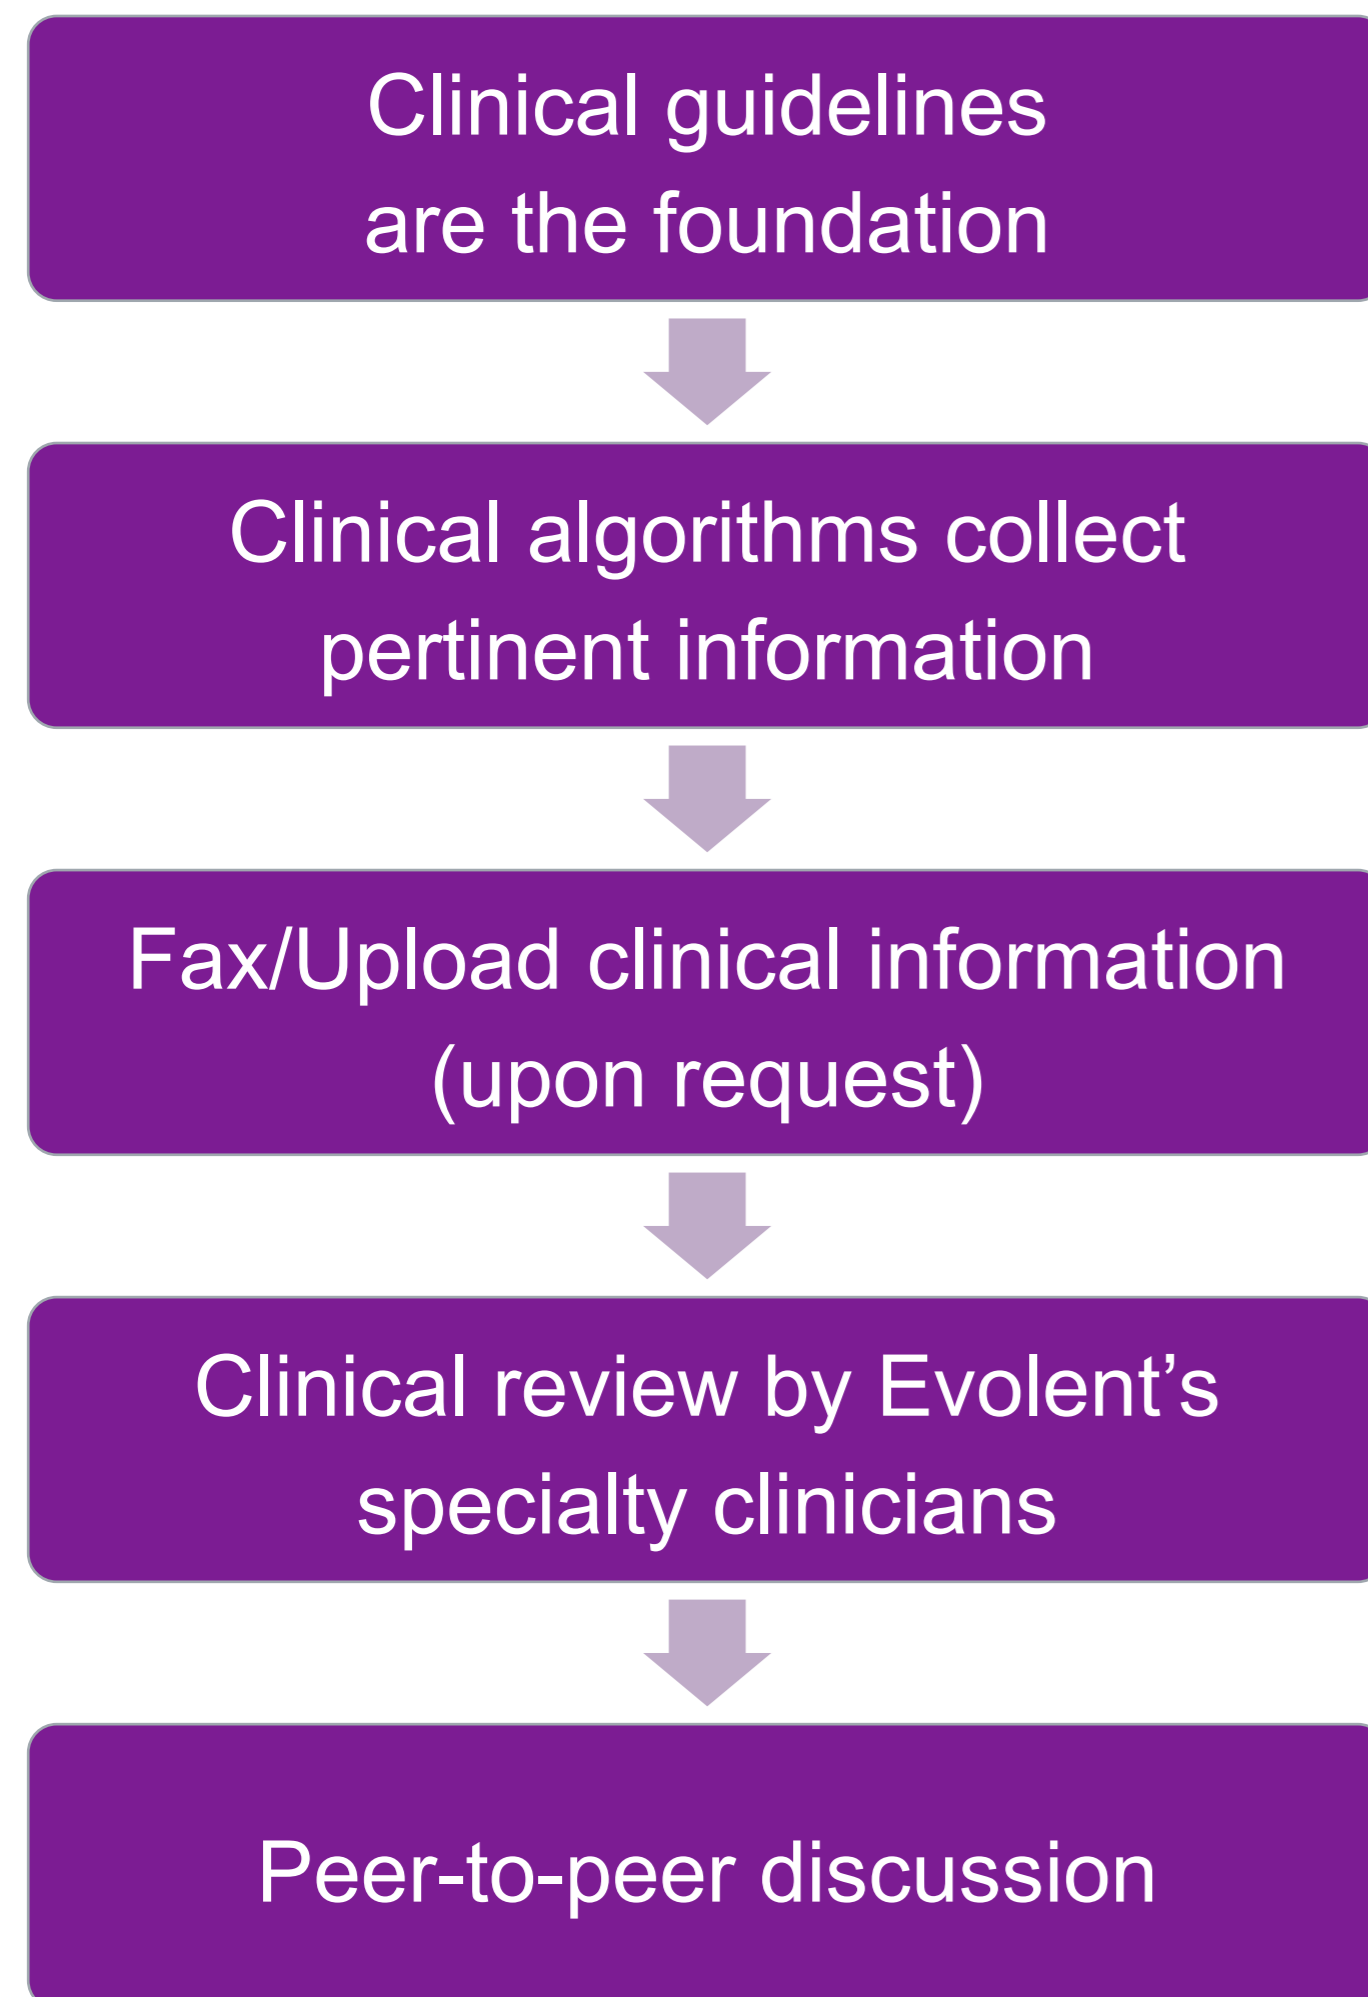 Clinical guidelines
are the foundation
Clinical algorithms collect
pertinent information
Fax/Upload clinical information
(upon request)
Clinical review by Evolent’s
specialty clinicians
Peer-to-peer discussion